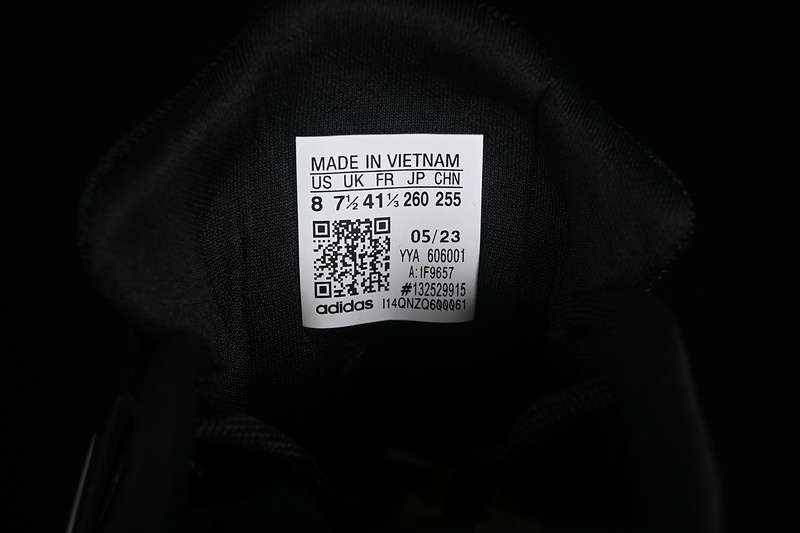 MADE IN VIETNAM
US UK FR JP CHN
8 7½ 41⅓ 260 255
05/23
YYA 606001
A:IF9657
#132529915
adidas I14QNZQ600061